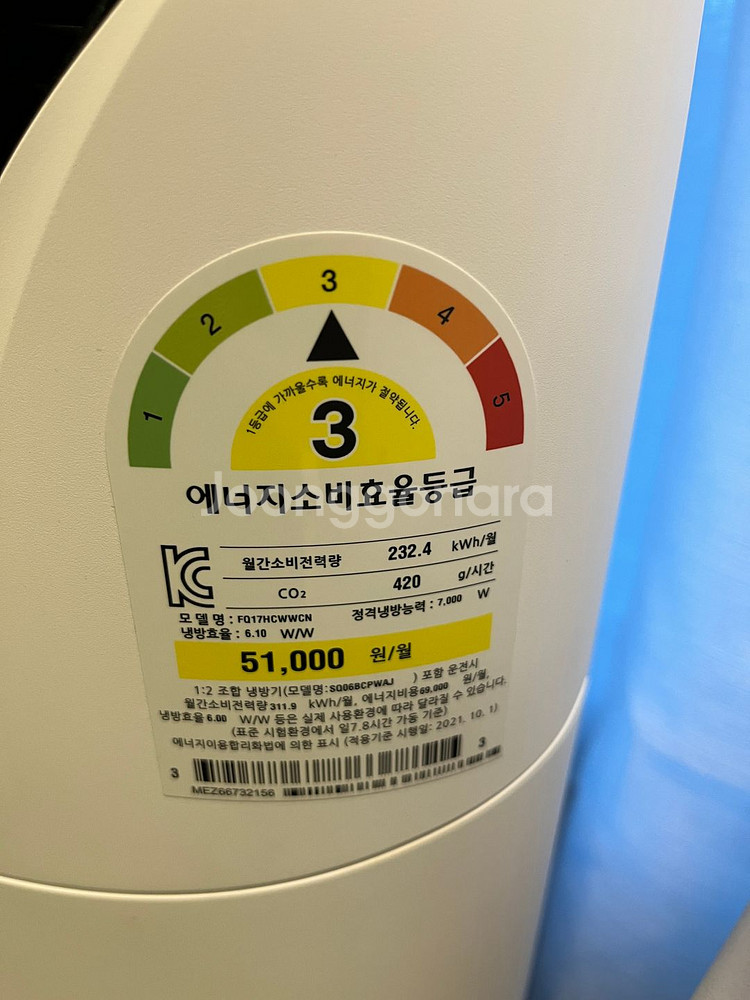 1 2 3 4 5
1등급에 가까울수록 에너지가 절약됩니다.
3
에너지소비효율등급
Joonggonara
월간소비전력량 232.4 kWh/월
CO₂ 420 g/시간
모 델 명 : FQ17HCWWCN 정격냉방능력 : 7,000 W
냉방효율 : 6.10 W/W
51,000 원/월
1:2 조합 냉방기(모델명:SQ06BCPWAJ ) 포함 운전시
월간소비전력량 311.9 kWh/월, 에너지비용 69,000 원/월,
냉방효율 6.00 W/W 등은 실제 사용환경에 따라 달라질 수 있습니다.
(표준 시험환경에서 일7.8시간 가동 기준)
에너지이용합리화법에 의한 표시 (적용기준 시행일: 2021. 10. 1)
3 3
MEZ66732156